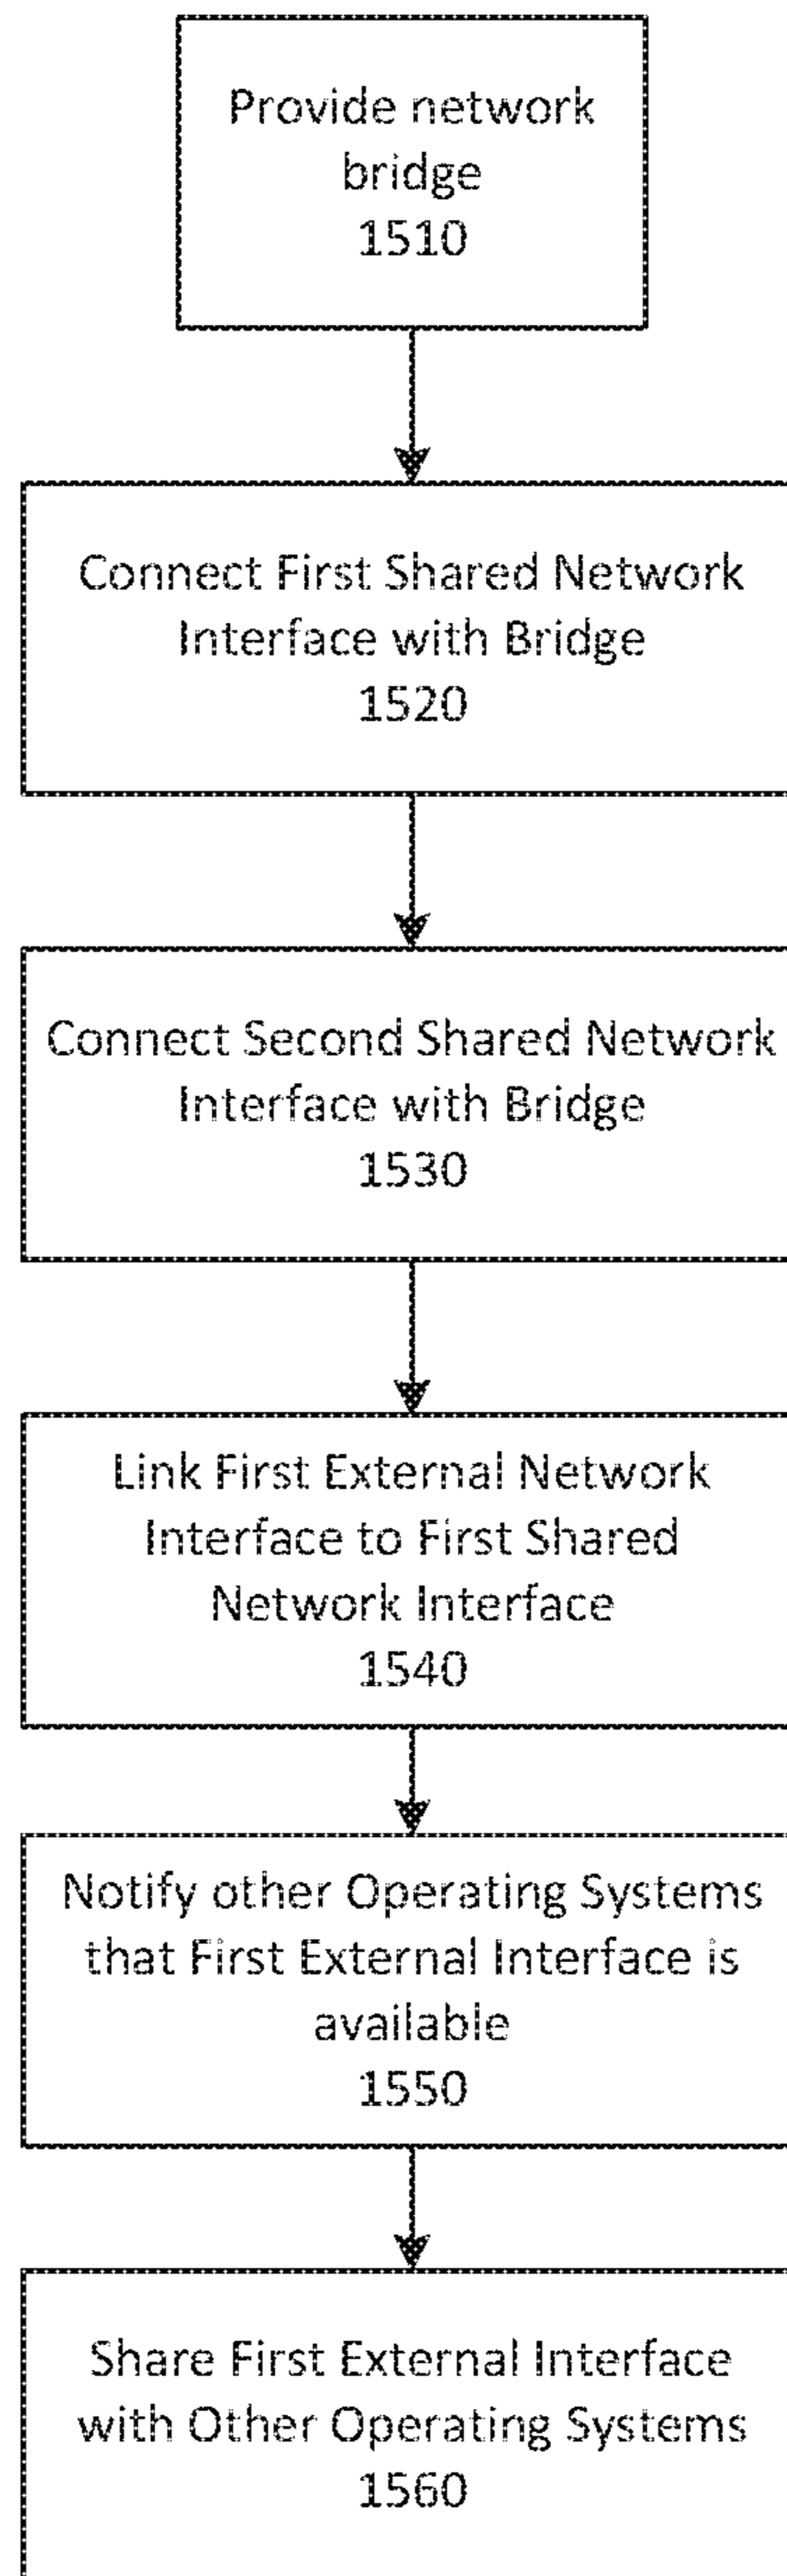 Provide network
bridge
1510
Connect First Shared Network
Interface with Bridge
1520
Connect Second Shared Network
Interface with Bridge
1530
Link First External Network
Interface to First Shared
Network Interface
1540
Notify other Operating Systems
that First External Interface is
available
1550
Share First External Interface
with Other Operating Systems
1560